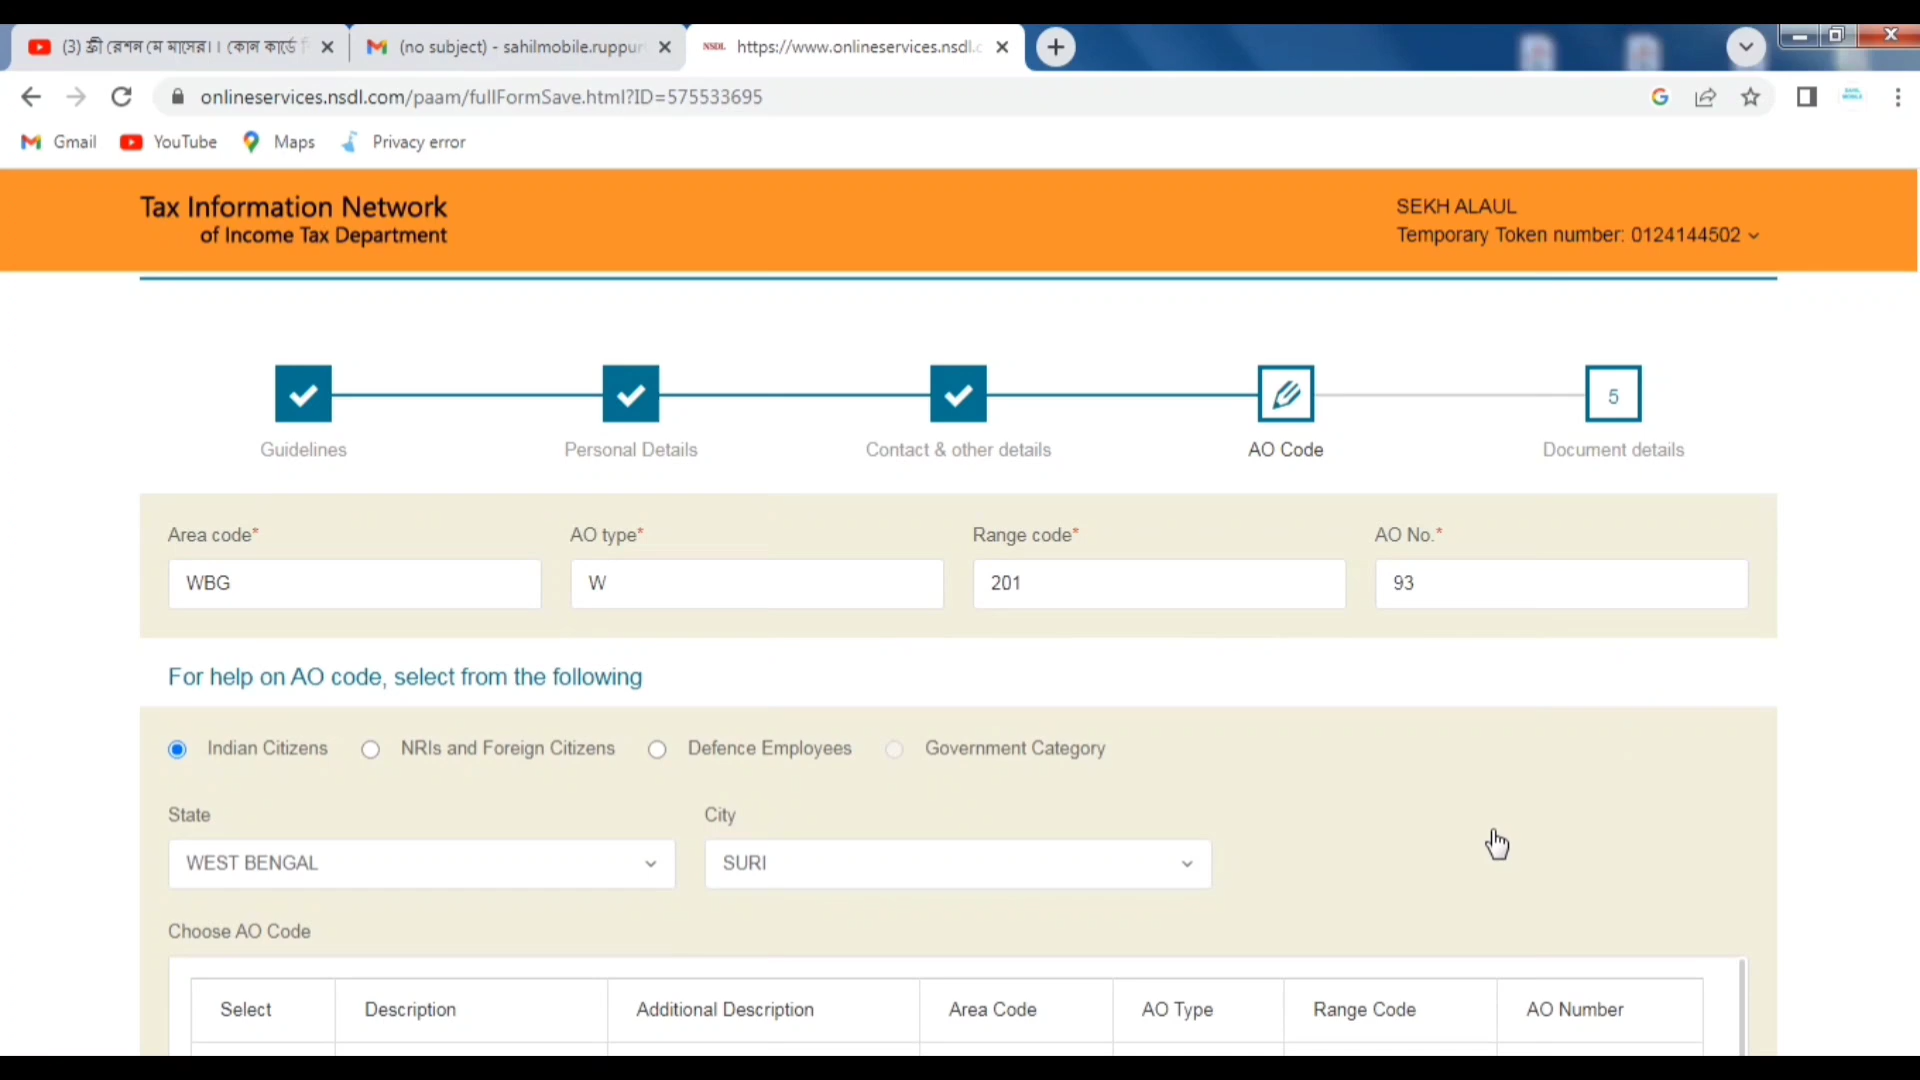 (3) ফ্রী রেশন মে মাসের।। কোন কার্ডে
(no subject) - sahilmobile.ruppur
NSDL https://www.onlineservices.nsdl.c
onlineservices.nsdl.com/paam/fullFormSave.html?ID=575533695
Gmail YouTube Maps Privacy error
Tax Information Network
of Income Tax Department
SEKH ALAUL
Temporary Token number: 0124144502
5
Guidelines Personal Details Contact & other details AO Code Document details
Area code* AO type* Range code* AO No.*
WBG W 201 93
For help on AO code, select from the following
Indian Citizens NRIs and Foreign Citizens Defence Employees Government Category
State City
WEST BENGAL SURI
Choose AO Code
Select Description Additional Description Area Code AO Type Range Code AO Number